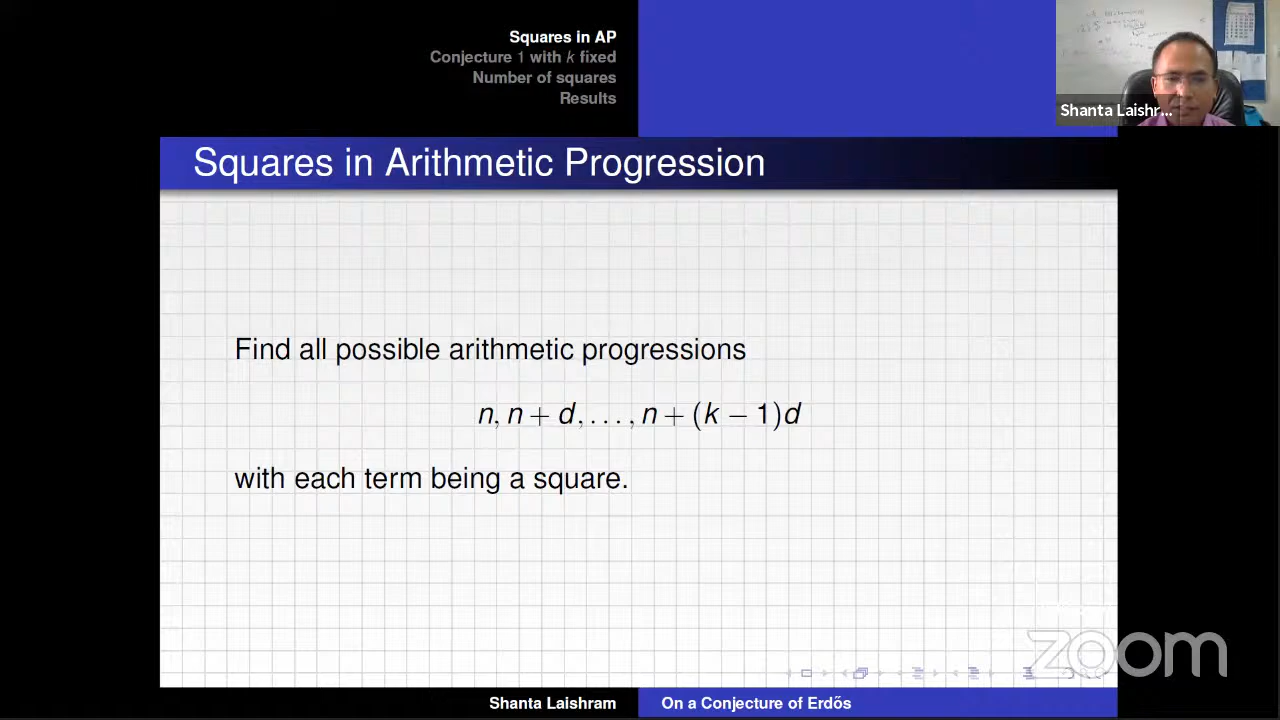 Squares in AP
Conjecture 1 with k fixed
Number of squares
Results
Shanta Laishr...
Squares in Arithmetic Progression
Find all possible arithmetic progressions
n, n + d, . . . , n + (k − 1)d
with each term being a square.
zoom
Shanta Laishram
On a Conjecture of Erdős